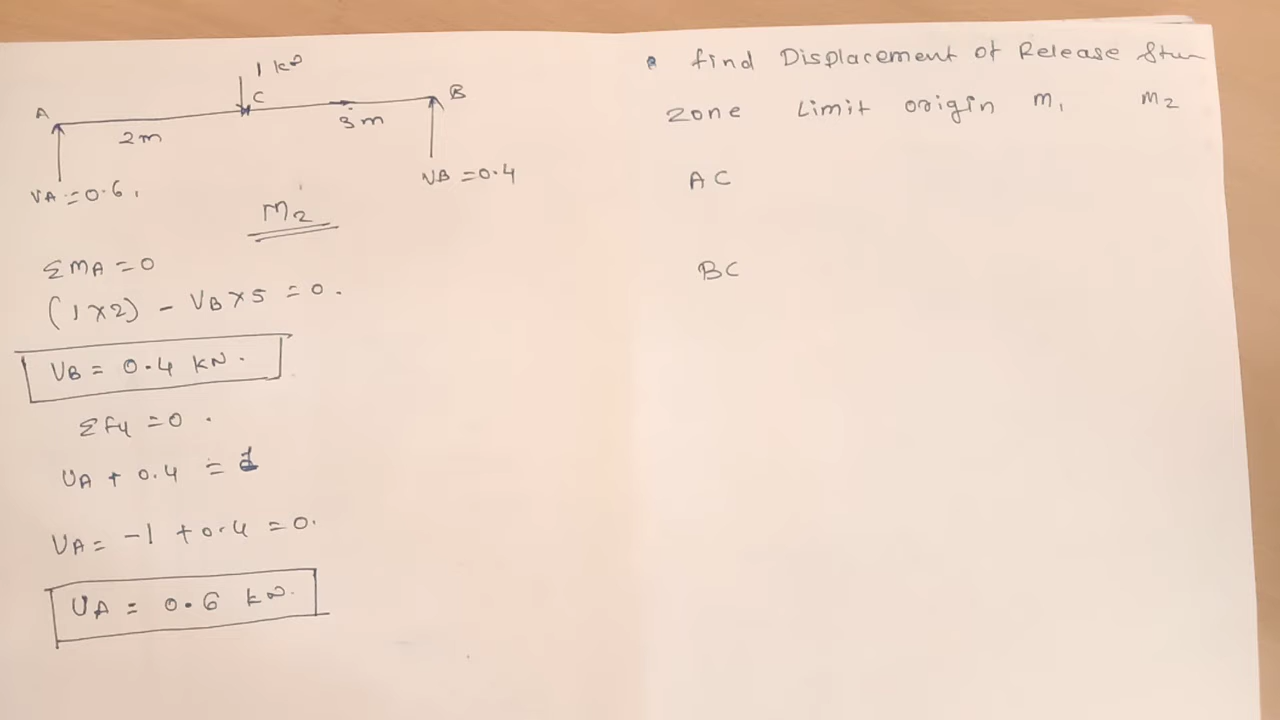 1 kN
C
B
A
2m
3m
VA = 0.6
VB = 0.4
M2
ΣMA = 0
(1×2) - VB×5 = 0.
VB = 0.4 kN.
Σfy = 0.
VA + 0.4 = 1
VA = -1 + 0.4 = 0.
VA = 0.6 kN.
find Displacement of Release
zone Limit origin m1 m2
AC
BC